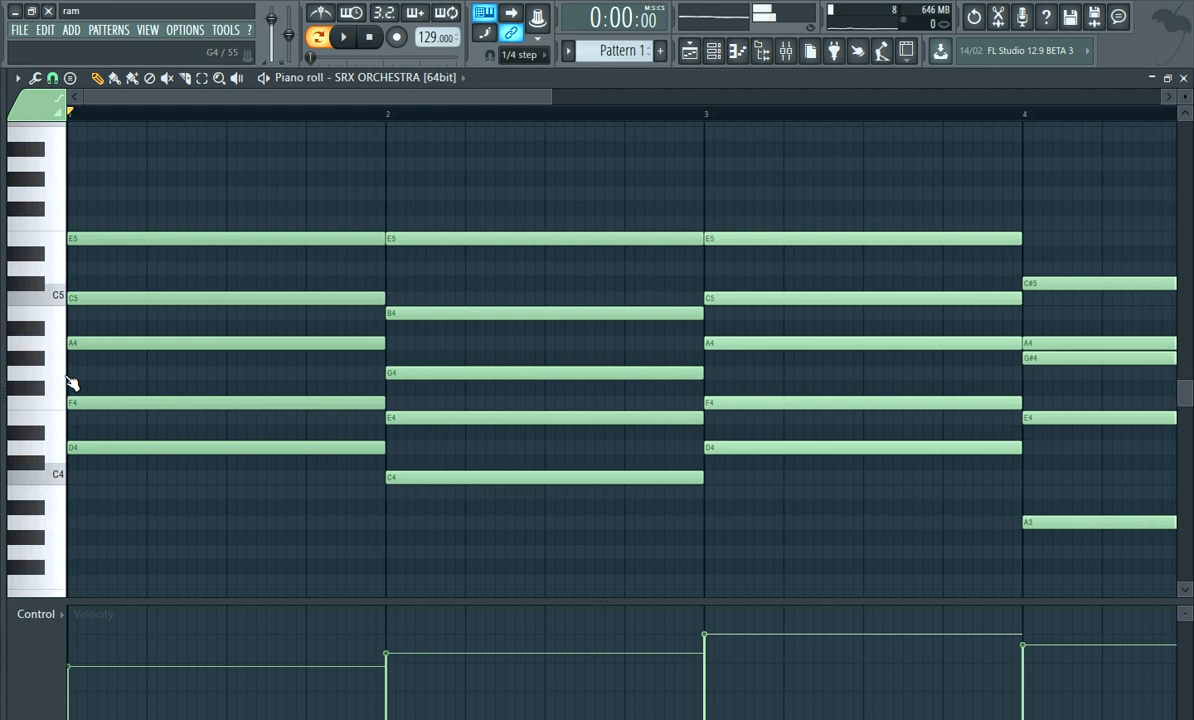 ram
FILE EDIT ADD PATTERNS VIEW OPTIONS TOOLS ?
G4 / 55
3.2.
129.000
1/4 step
0:00:00
M:S:CS
Pattern 1
8
646 MB
0
14/02 FL Studio 12.9 BETA 3
Piano roll - SRX ORCHESTRA [64bit]
2 3 4
E5 E5 E5
C#5
C5 C5 C5
B4
A4 A4 A4
G#4
G4
F4 F4
E4 E4
D4 D4
C4 C4
A3
Control Velocity